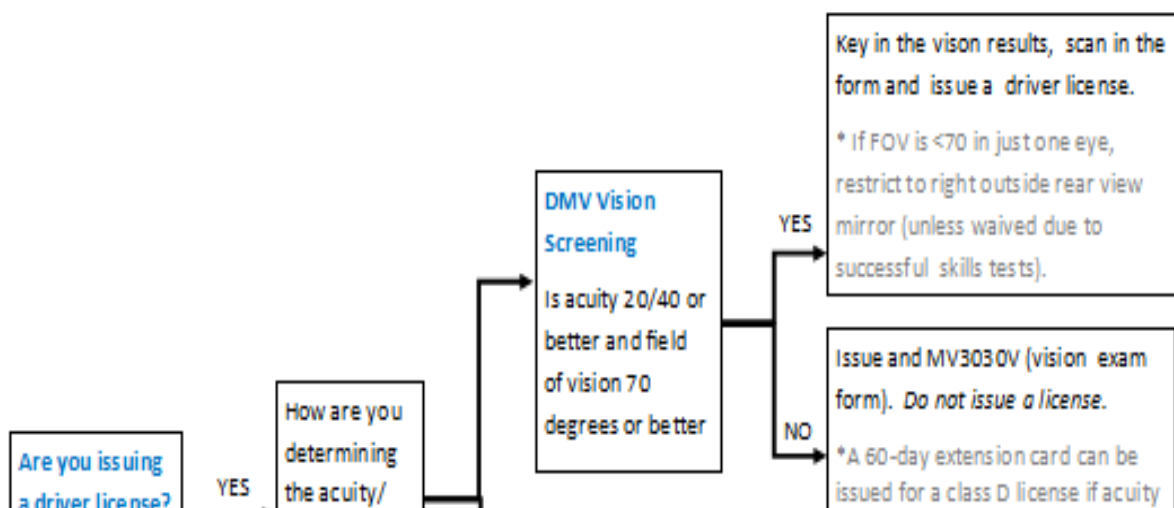 Are you issuing
a driver license?
YES
How are you
determining
the acuity/
DMV Vision
Screening
Is acuity 20/40 or
better and field
of vision 70
degrees or better
YES
Key in the vison results, scan in the
form and issue a driver license.
* If FOV is <70 in just one eye,
restrict to right outside rear view
mirror (unless waived due to
successful skills tests).
NO
Issue and MV3030V (vision exam
form). Do not issue a license.
*A 60-day extension card can be
issued for a class D license if acuity